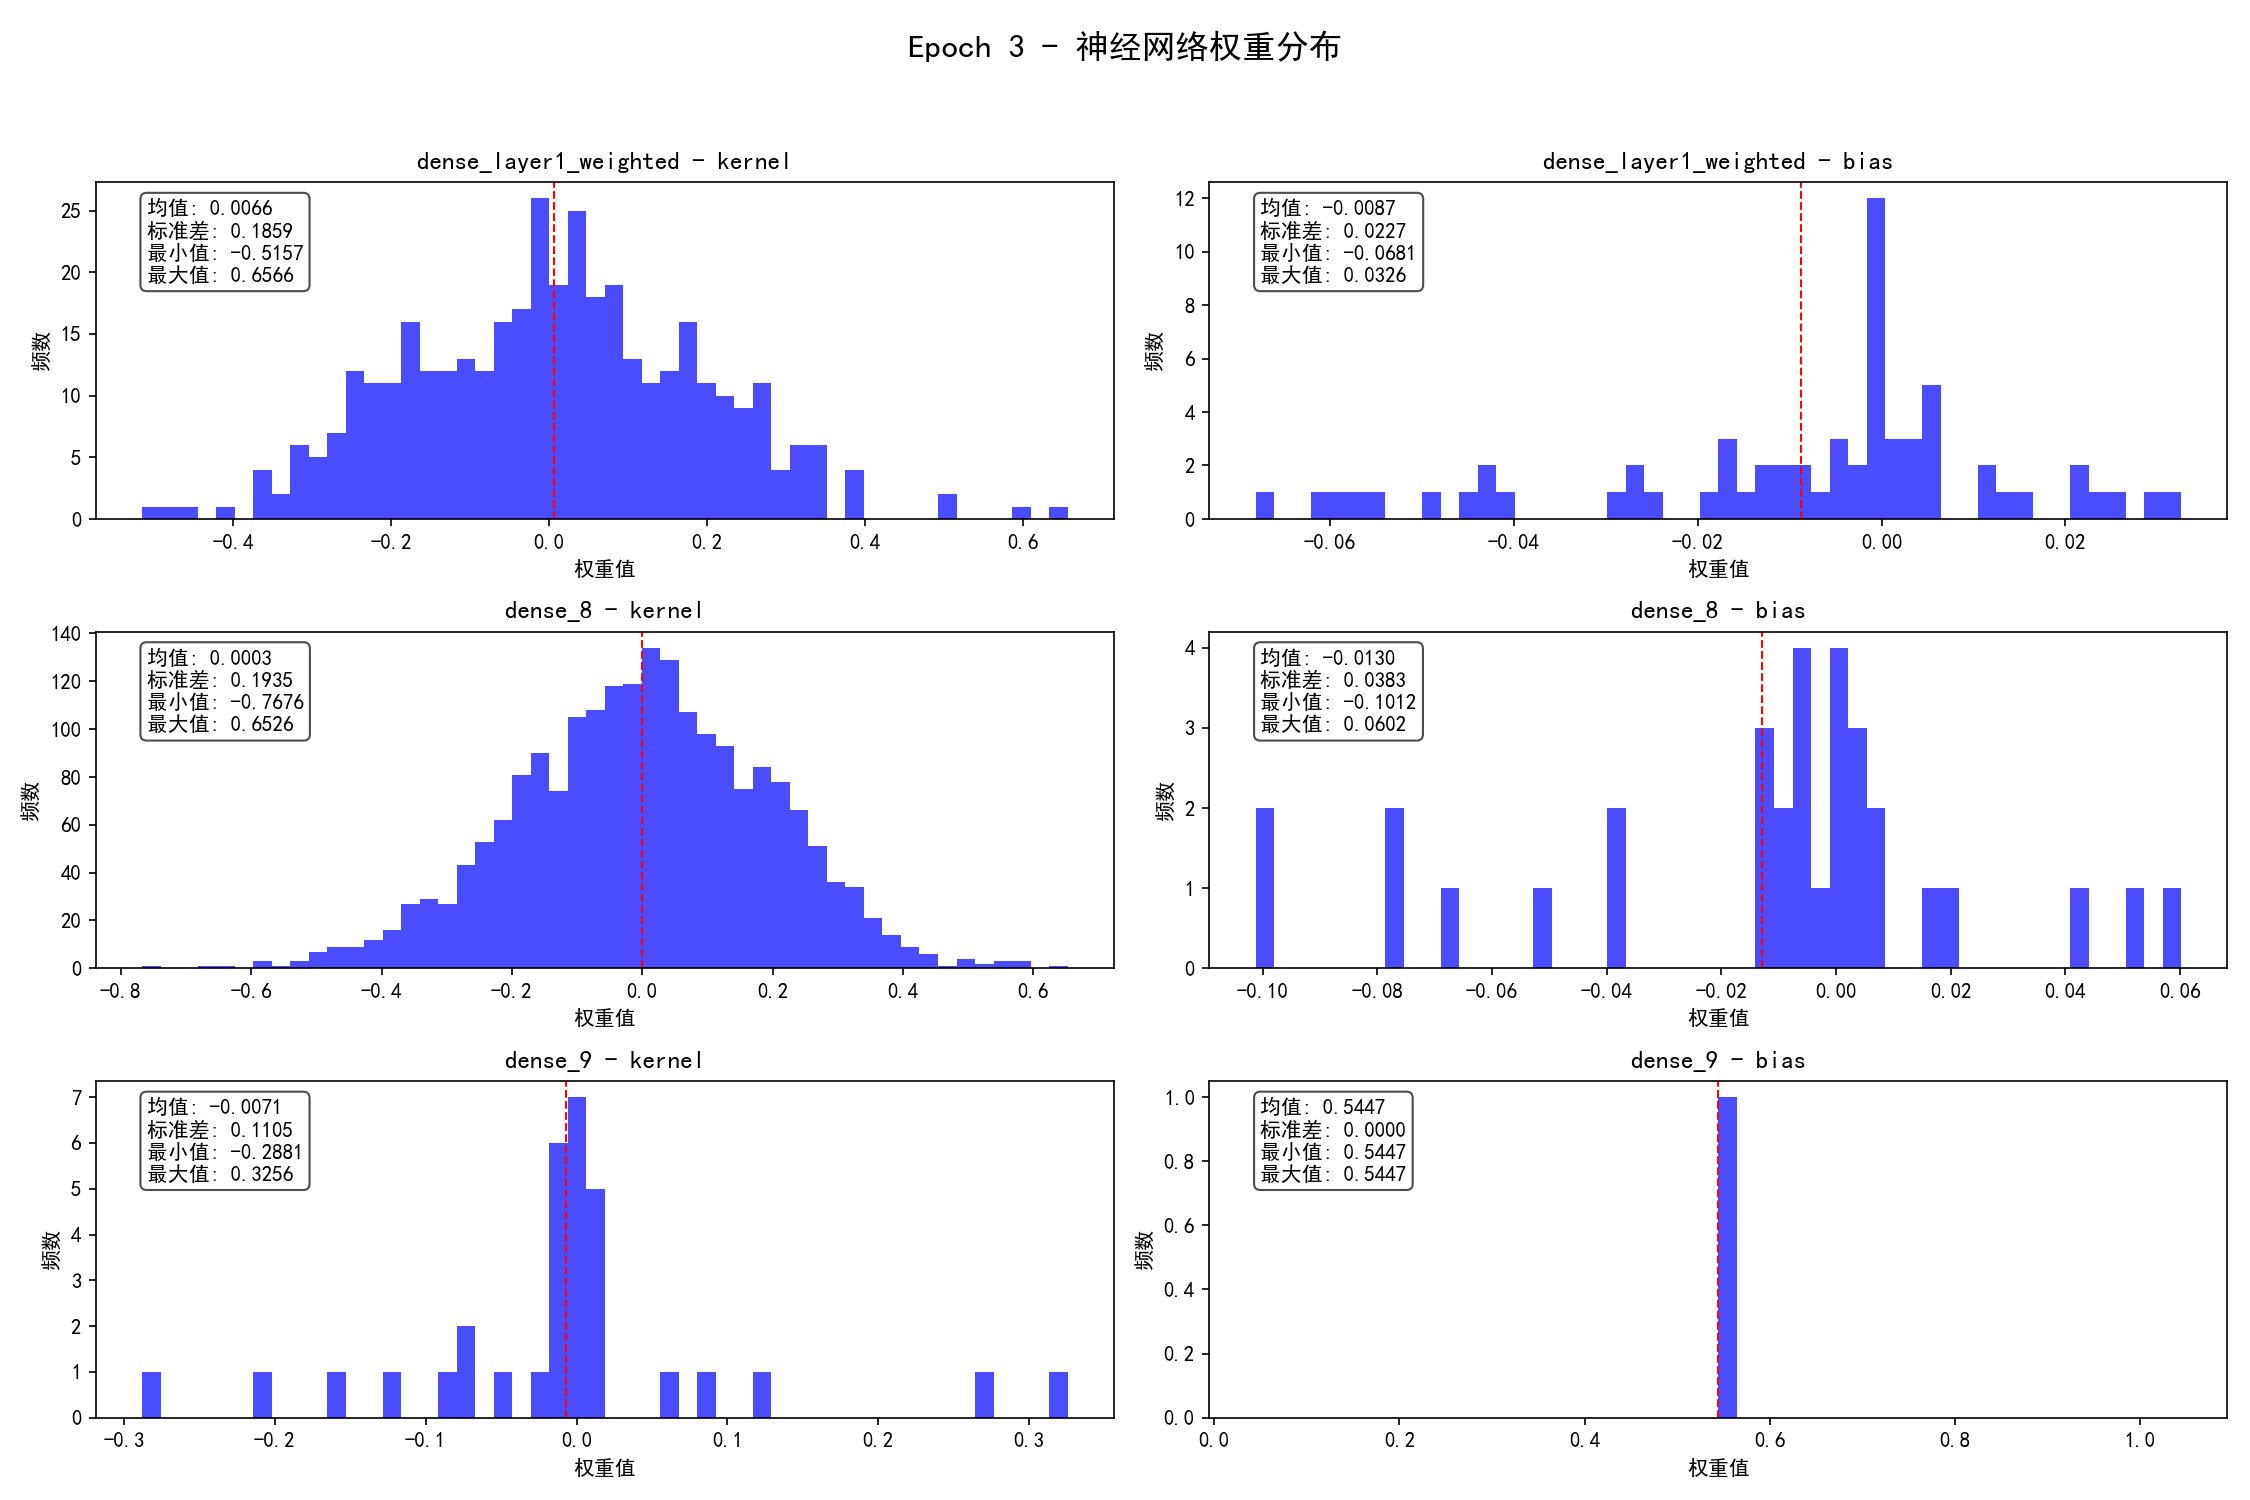 Epoch 3 - 神经网络权重分布
dense_layer1_weighted - kernel
均值: 0.0066
标准差: 0.1859
最小值: -0.5157
最大值: 0.6566
频数
25
20
15
10
5
0
-0.4 -0.2 0.0 0.2 0.4 0.6
权重值
dense_layer1_weighted - bias
均值: -0.0087
标准差: 0.0227
最小值: -0.0681
最大值: 0.0326
频数
12
10
8
6
4
2
0
-0.06 -0.04 -0.02 0.00 0.02
权重值
dense_8 - kernel
均值: 0.0003
标准差: 0.1935
最小值: -0.7676
最大值: 0.6526
频数
140
120
100
80
60
40
20
0
-0.8 -0.6 -0.4 -0.2 0.0 0.2 0.4 0.6
权重值
dense_8 - bias
均值: -0.0130
标准差: 0.0383
最小值: -0.1012
最大值: 0.0602
频数
4
3
2
1
0
-0.10 -0.08 -0.06 -0.04 -0.02 0.00 0.02 0.04 0.06
权重值
dense_9 - kernel
均值: -0.0071
标准差: 0.1105
最小值: -0.2881
最大值: 0.3256
频数
7
6
5
4
3
2
1
0
-0.3 -0.2 -0.1 0.0 0.1 0.2 0.3
权重值
dense_9 - bias
均值: 0.5447
标准差: 0.0000
最小值: 0.5447
最大值: 0.5447
频数
1.0
0.8
0.6
0.4
0.2
0.0
0.0 0.2 0.4 0.6 0.8 1.0
权重值